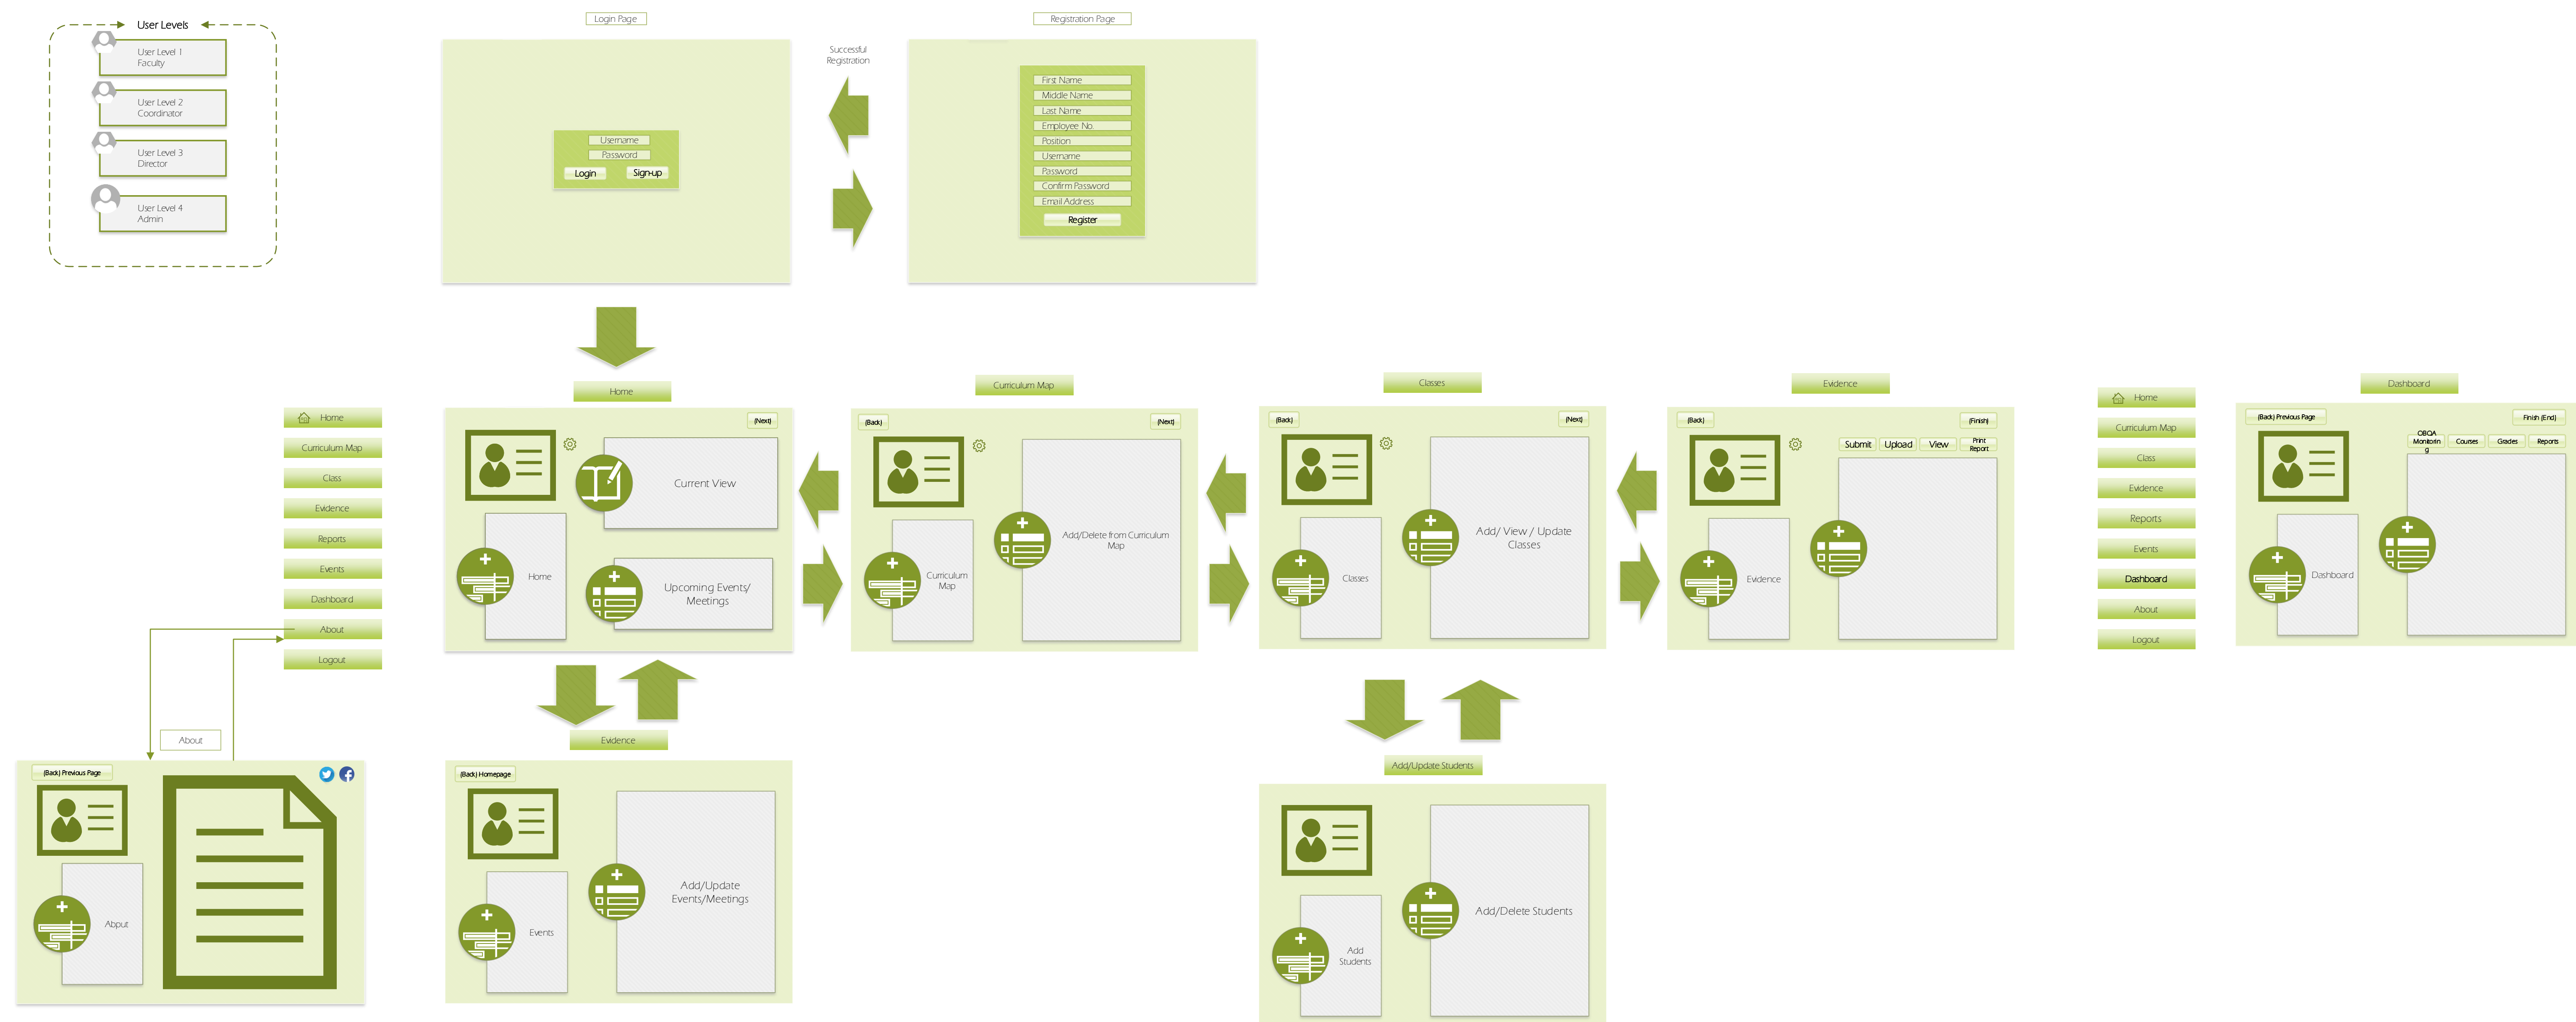 User Levels
User Level 1
Faculty
User Level 2
Coordinator
User Level 3
Director
User Level 4
Admin
Login Page
Username
Password
Login
Sign-up
Successful
Registration
Registration Page
First Name
Middle Name
Last Name
Employee No.
Position
Username
Password
Confirm Password
Email Address
Register
Home
Curriculum Map
Class
Evidence
Reports
Events
Dashboard
About
Logout
Home
(Next)
Current View
Home
Upcoming Events/
Meetings
Curriculum Map
(Back)
(Next)
Curriculum
Map
Add/Delete from Curriculum
Map
Classes
(Back)
(Next)
Classes
Add/ View / Update
Classes
Evidence
(Back)
(Finish)
Submit
Upload
View
Print
Report
Evidence
Home
Curriculum Map
Class
Evidence
Reports
Events
Dashboard
About
Logout
Dashboard
(Back) Previous Page
Finish (End)
OBQA
Monitorin
g
Courses
Grades
Reports
Dashboard
About
(Back) Previous Page
Abput
Evidence
(Back) Homepage
Events
Add/Update
Events/Meetings
Add/Update Students
Add
Students
Add/Delete Students